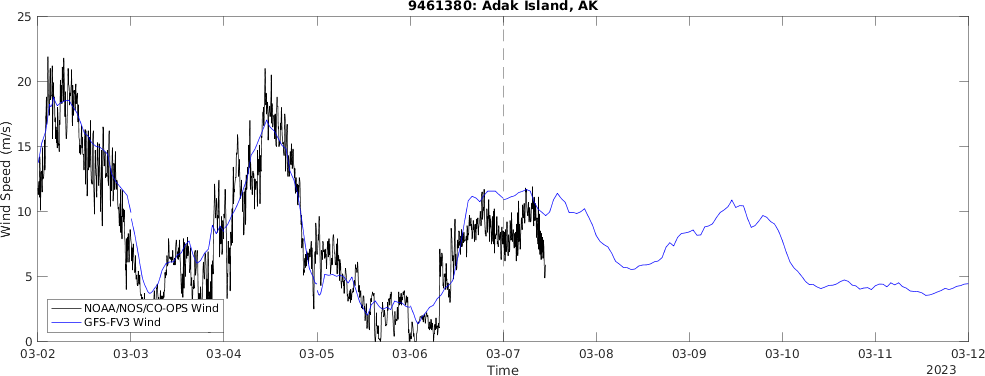 9461380: Adak Island, AK
Wind Speed (m/s)
25
20
15
10
5
0
NOAA/NOS/CO-OPS Wind
GFS-FV3 Wind
03-02 03-03 03-04 03-05 03-06 03-07 03-08 03-09 03-10 03-11 03-12
Time
2023